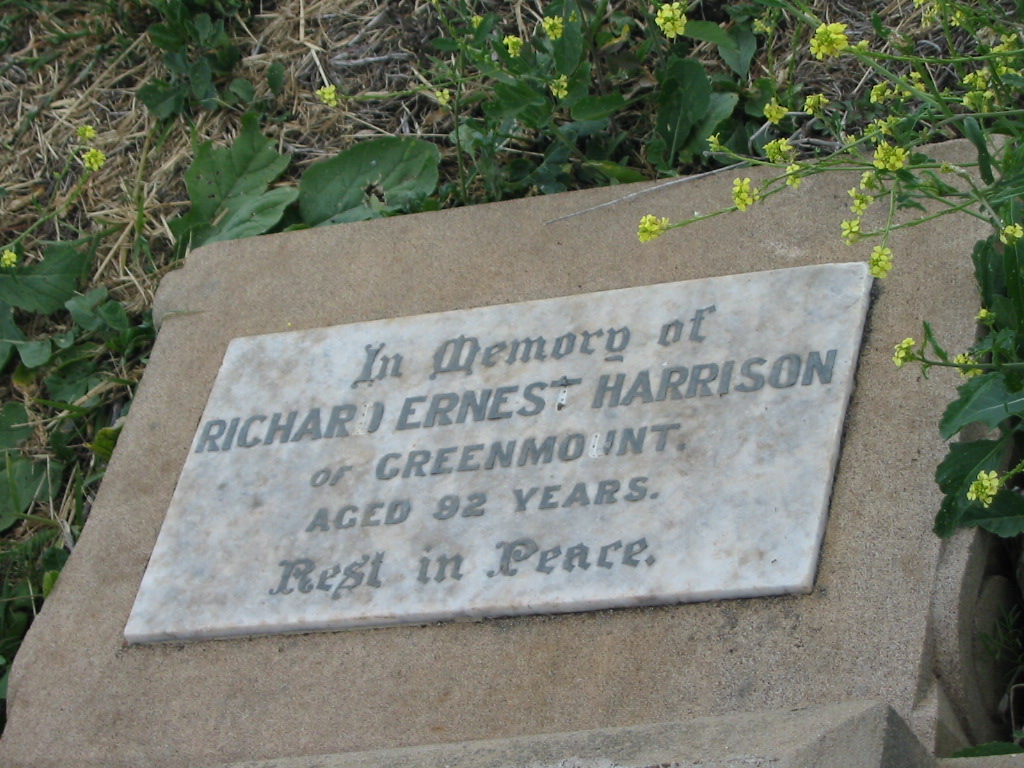 In Memory of
RICHARD ERNEST HARRISON
OF GREENMOUNT.
AGED 92 YEARS.
Rest in Peace.